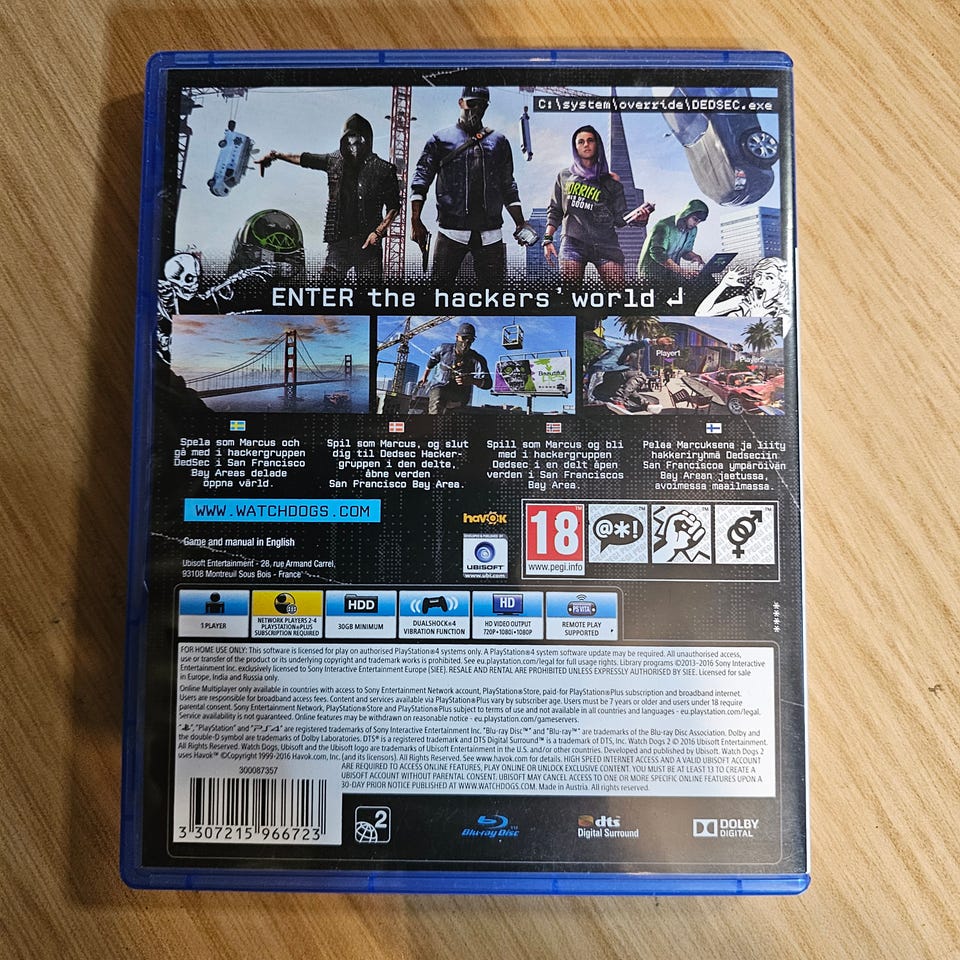 C:\system\override\DEDSEC.exe
HORRIFIC
DOOM!
ENTER the hackers' world
Player1
Player2
Beautiful
Spela som Marcus och
gå med i hackergruppen
DedSec i San Francisco
Bay Areas delade
öppna värld.
Spil som Marcus, og slut
dig til Dedsec Hacker-
gruppen i den delte,
åbne verden
San Francisco Bay Area.
Spill som Marcus og bli
med i hackergruppen
Dedsec i en delt åpen
verden i San Franciscos
Bay Area.
Pelaa Marcuksena ja liity
hakkeriryhmä Dedseciin
San Franciscoa ympäröivän
Bay Arean jaetussa,
avoimessa maailmassa.
WWW.WATCHDOGS.COM
Game and manual in English
Ubisoft Entertainment - 28, rue Armand Carrel,
93108 Montreuil Sous Bois - France
havok
DEVELOPED & PUBLISHED BY
UBISOFT
www.ubi.com
18
www.pegi.info
@*!
1 PLAYER
NETWORK PLAYERS 2-4
PLAYSTATION®PLUS
SUBSCRIPTION REQUIRED
HDD
30GB MINIMUM
DUALSHOCK®4
VIBRATION FUNCTION
HD
HD VIDEO OUTPUT
720P•1080i•1080P
PS VITA
REMOTE PLAY
SUPPORTED
****
FOR HOME USE ONLY: This software is licensed for play on authorised PlayStation®4 systems only. A PlayStation®4 system software update may be required. All unauthorised access,
use or transfer of the product or its underlying copyright and trademark works is prohibited. See eu.playstation.com/legal for full usage rights. Library programs ©2013-2016 Sony Interactive
Entertainment Inc. exclusively licensed to Sony Interactive Entertainment Europe (SIEE). RESALE AND RENTAL ARE PROHIBITED UNLESS EXPRESSLY AUTHORISED BY SIEE. Licensed for sale
in Europe, India and Russia only.
Online Multiplayer only available in countries with access to Sony Entertainment Network account, PlayStation®Store, paid-for PlayStation®Plus subscription and broadband internet.
Users are responsible for broadband access fees. Content and services available via PlayStation®Plus vary by subscriber age. Users must be 7 years or older and users under 18 require
parental consent. Sony Entertainment Network, PlayStation®Store and PlayStation®Plus subject to terms of use and not available in all countries and languages - eu.playstation.com/legal.
Service availability is not guaranteed. Online features may be withdrawn on reasonable notice - eu.playstation.com/gameservers.
"PlayStation" and "PS4" are registered trademarks of Sony Interactive Entertainment Inc. "Blu-ray Disc™" and "Blu-ray™" are trademarks of the Blu-ray Disc Association. Dolby and
the double-D symbol are trademarks of Dolby Laboratories. DTS® is a registered trademark and DTS Digital Surround™ is a trademark of DTS, Inc. Watch Dogs 2 © 2016 Ubisoft Entertainment.
All Rights Reserved. Watch Dogs, Ubisoft and the Ubisoft logo are trademarks of Ubisoft Entertainment in the U.S. and/or other countries. Developed and published by Ubisoft. Watch Dogs 2
uses Havok™ ©Copyright 1999-2016 Havok.com, Inc. (and its licensors). All Rights Reserved. See www.havok.com for details. HIGH SPEED INTERNET ACCESS AND A VALID UBISOFT ACCOUNT
ARE REQUIRED TO ACCESS ONLINE FEATURES, PLAY ONLINE OR UNLOCK EXCLUSIVE CONTENT. YOU MUST BE AT LEAST 13 TO CREATE A
UBISOFT ACCOUNT WITHOUT PARENTAL CONSENT. UBISOFT MAY CANCEL ACCESS TO ONE OR MORE SPECIFIC ONLINE FEATURES UPON A
30-DAY PRIOR NOTICE PUBLISHED AT WWW.WATCHDOGS.COM. Made in Austria. All rights reserved.
300087357
3 307215 966723
2
Blu-ray Disc
dts
Digital Surround
DOLBY
DIGITAL